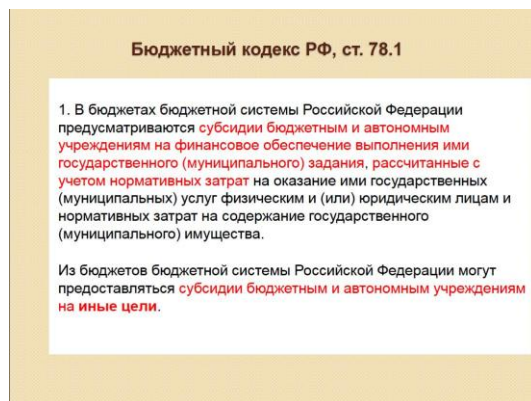 Бюджетный кодекс РФ, ст. 78.1
1. В бюджетах бюджетной системы Российской Федерации
предусматриваются субсидии бюджетным и автономным
учреждениям на финансовое обеспечение выполнения ими
государственного (муниципального) задания, рассчитанные с
учетом нормативных затрат на оказание ими государственных
(муниципальных) услуг физическим и (или) юридическим лицам и
нормативных затрат на содержание государственного
(муниципального) имущества.
Из бюджетов бюджетной системы Российской Федерации могут
предоставляться субсидии бюджетным и автономным учреждениям
на иные цели.